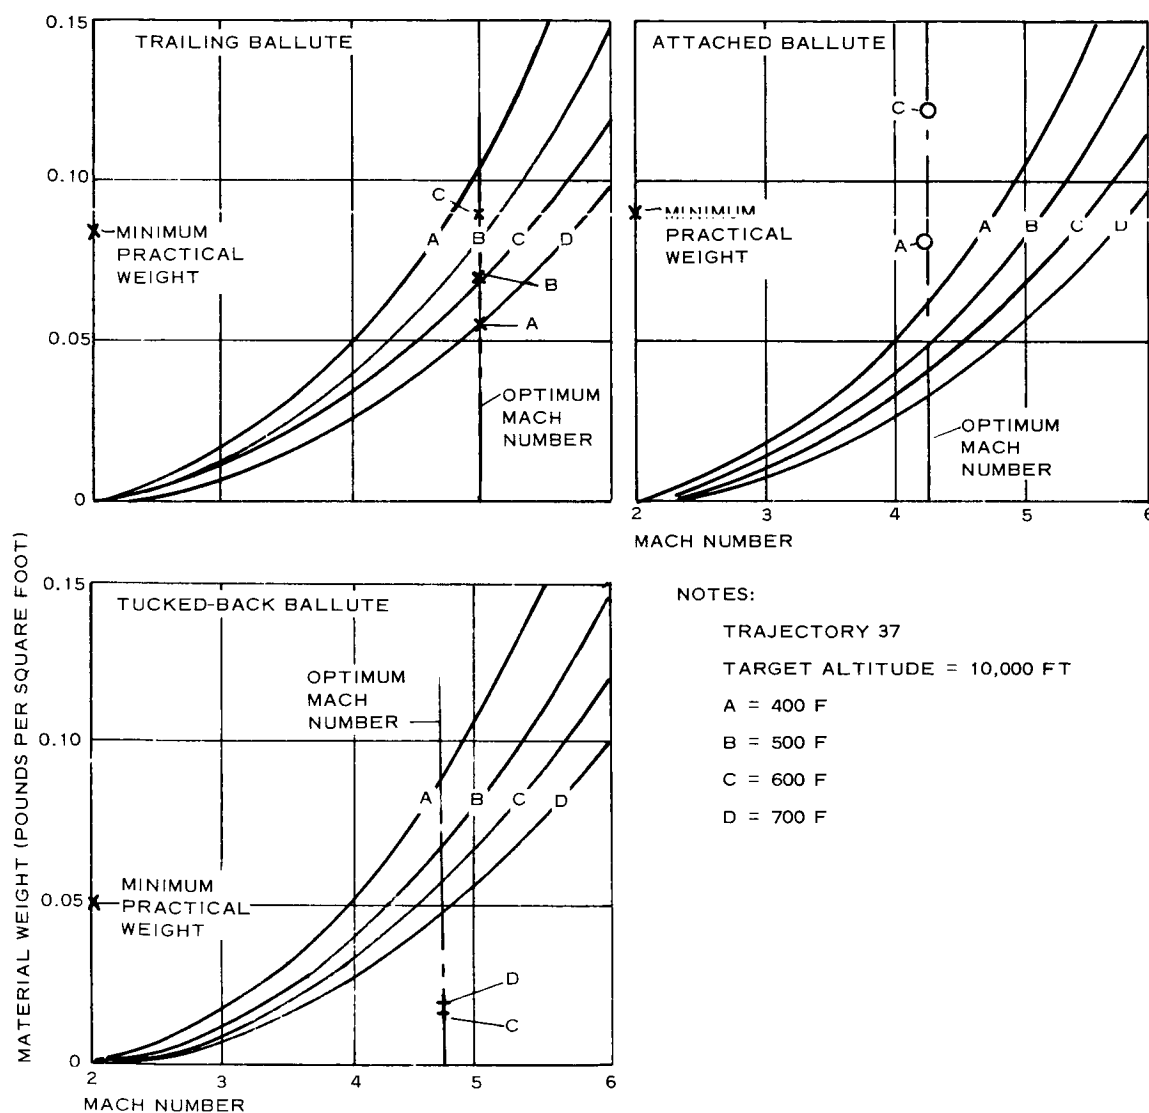 0.15
TRAILING BALLUTE
0.10
C
MINIMUM
PRACTICAL
WEIGHT
A
B
C
D
B
A
0.05
OPTIMUM
MACH
NUMBER
0
ATTACHED BALLUTE
C
MINIMUM
PRACTICAL
WEIGHT
A
A
B
C
D
OPTIMUM
MACH
NUMBER
2
3
4
5
6
MACH NUMBER
MATERIAL WEIGHT (POUNDS PER SQUARE FOOT)
0.15
TUCKED-BACK BALLUTE
OPTIMUM
MACH
NUMBER
0.10
A
B
C
D
MINIMUM
0.05
PRACTICAL
WEIGHT
D
C
0
2
3
4
5
6
MACH NUMBER
NOTES:
TRAJECTORY 37
TARGET ALTITUDE = 10,000 FT
A = 400 F
B = 500 F
C = 600 F
D = 700 F